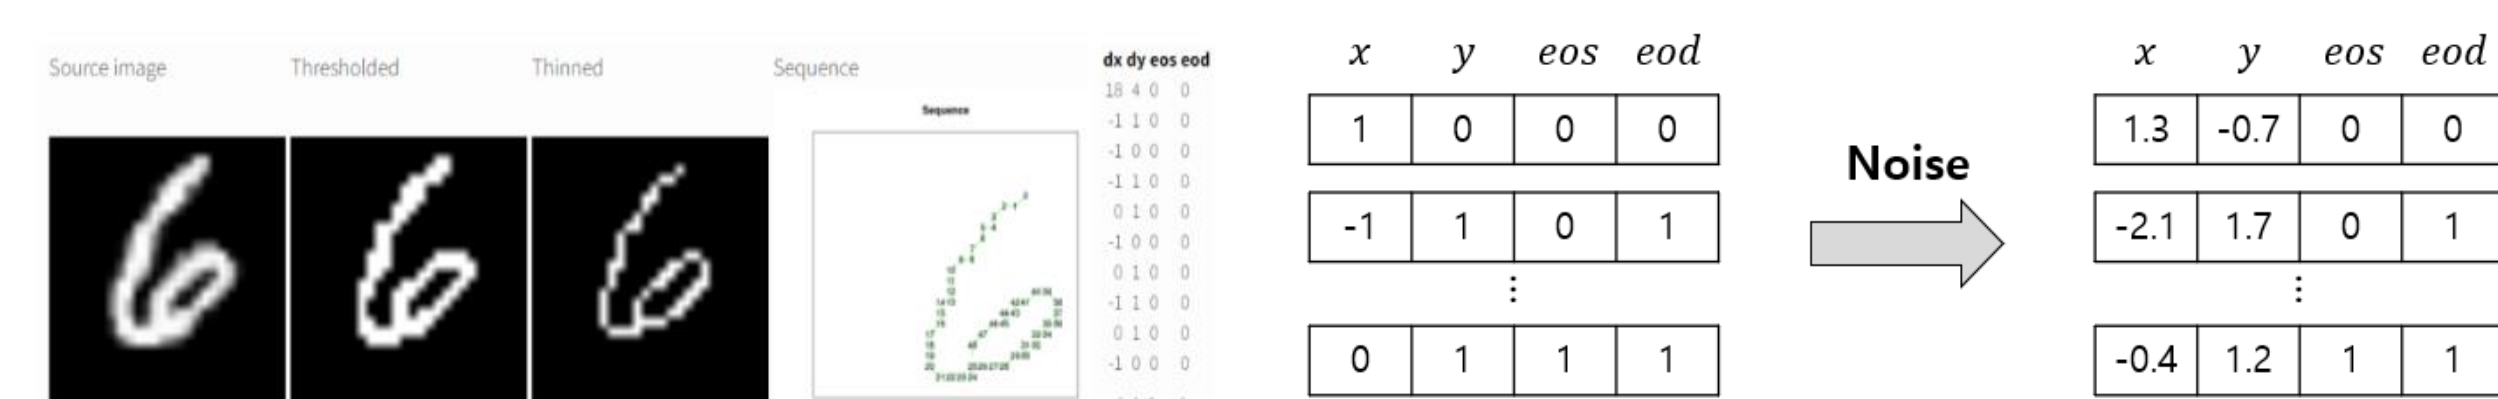 Source image
Thresholded
Thinned
Sequence
Sequence
dx dy eos eod
18 4 0 0
-1 1 0 0
-1 0 0 0
-1 1 0 0
0 1 0 0
-1 0 0 0
0 1 0 0
-1 1 0 0
0 1 0 0
-1 0 0 0
x y eos eod
1 0 0 0
-1 1 0 1
⋮
0 1 1 1
Noise
x y eos eod
1.3 -0.7 0 0
-2.1 1.7 0 1
⋮
-0.4 1.2 1 1